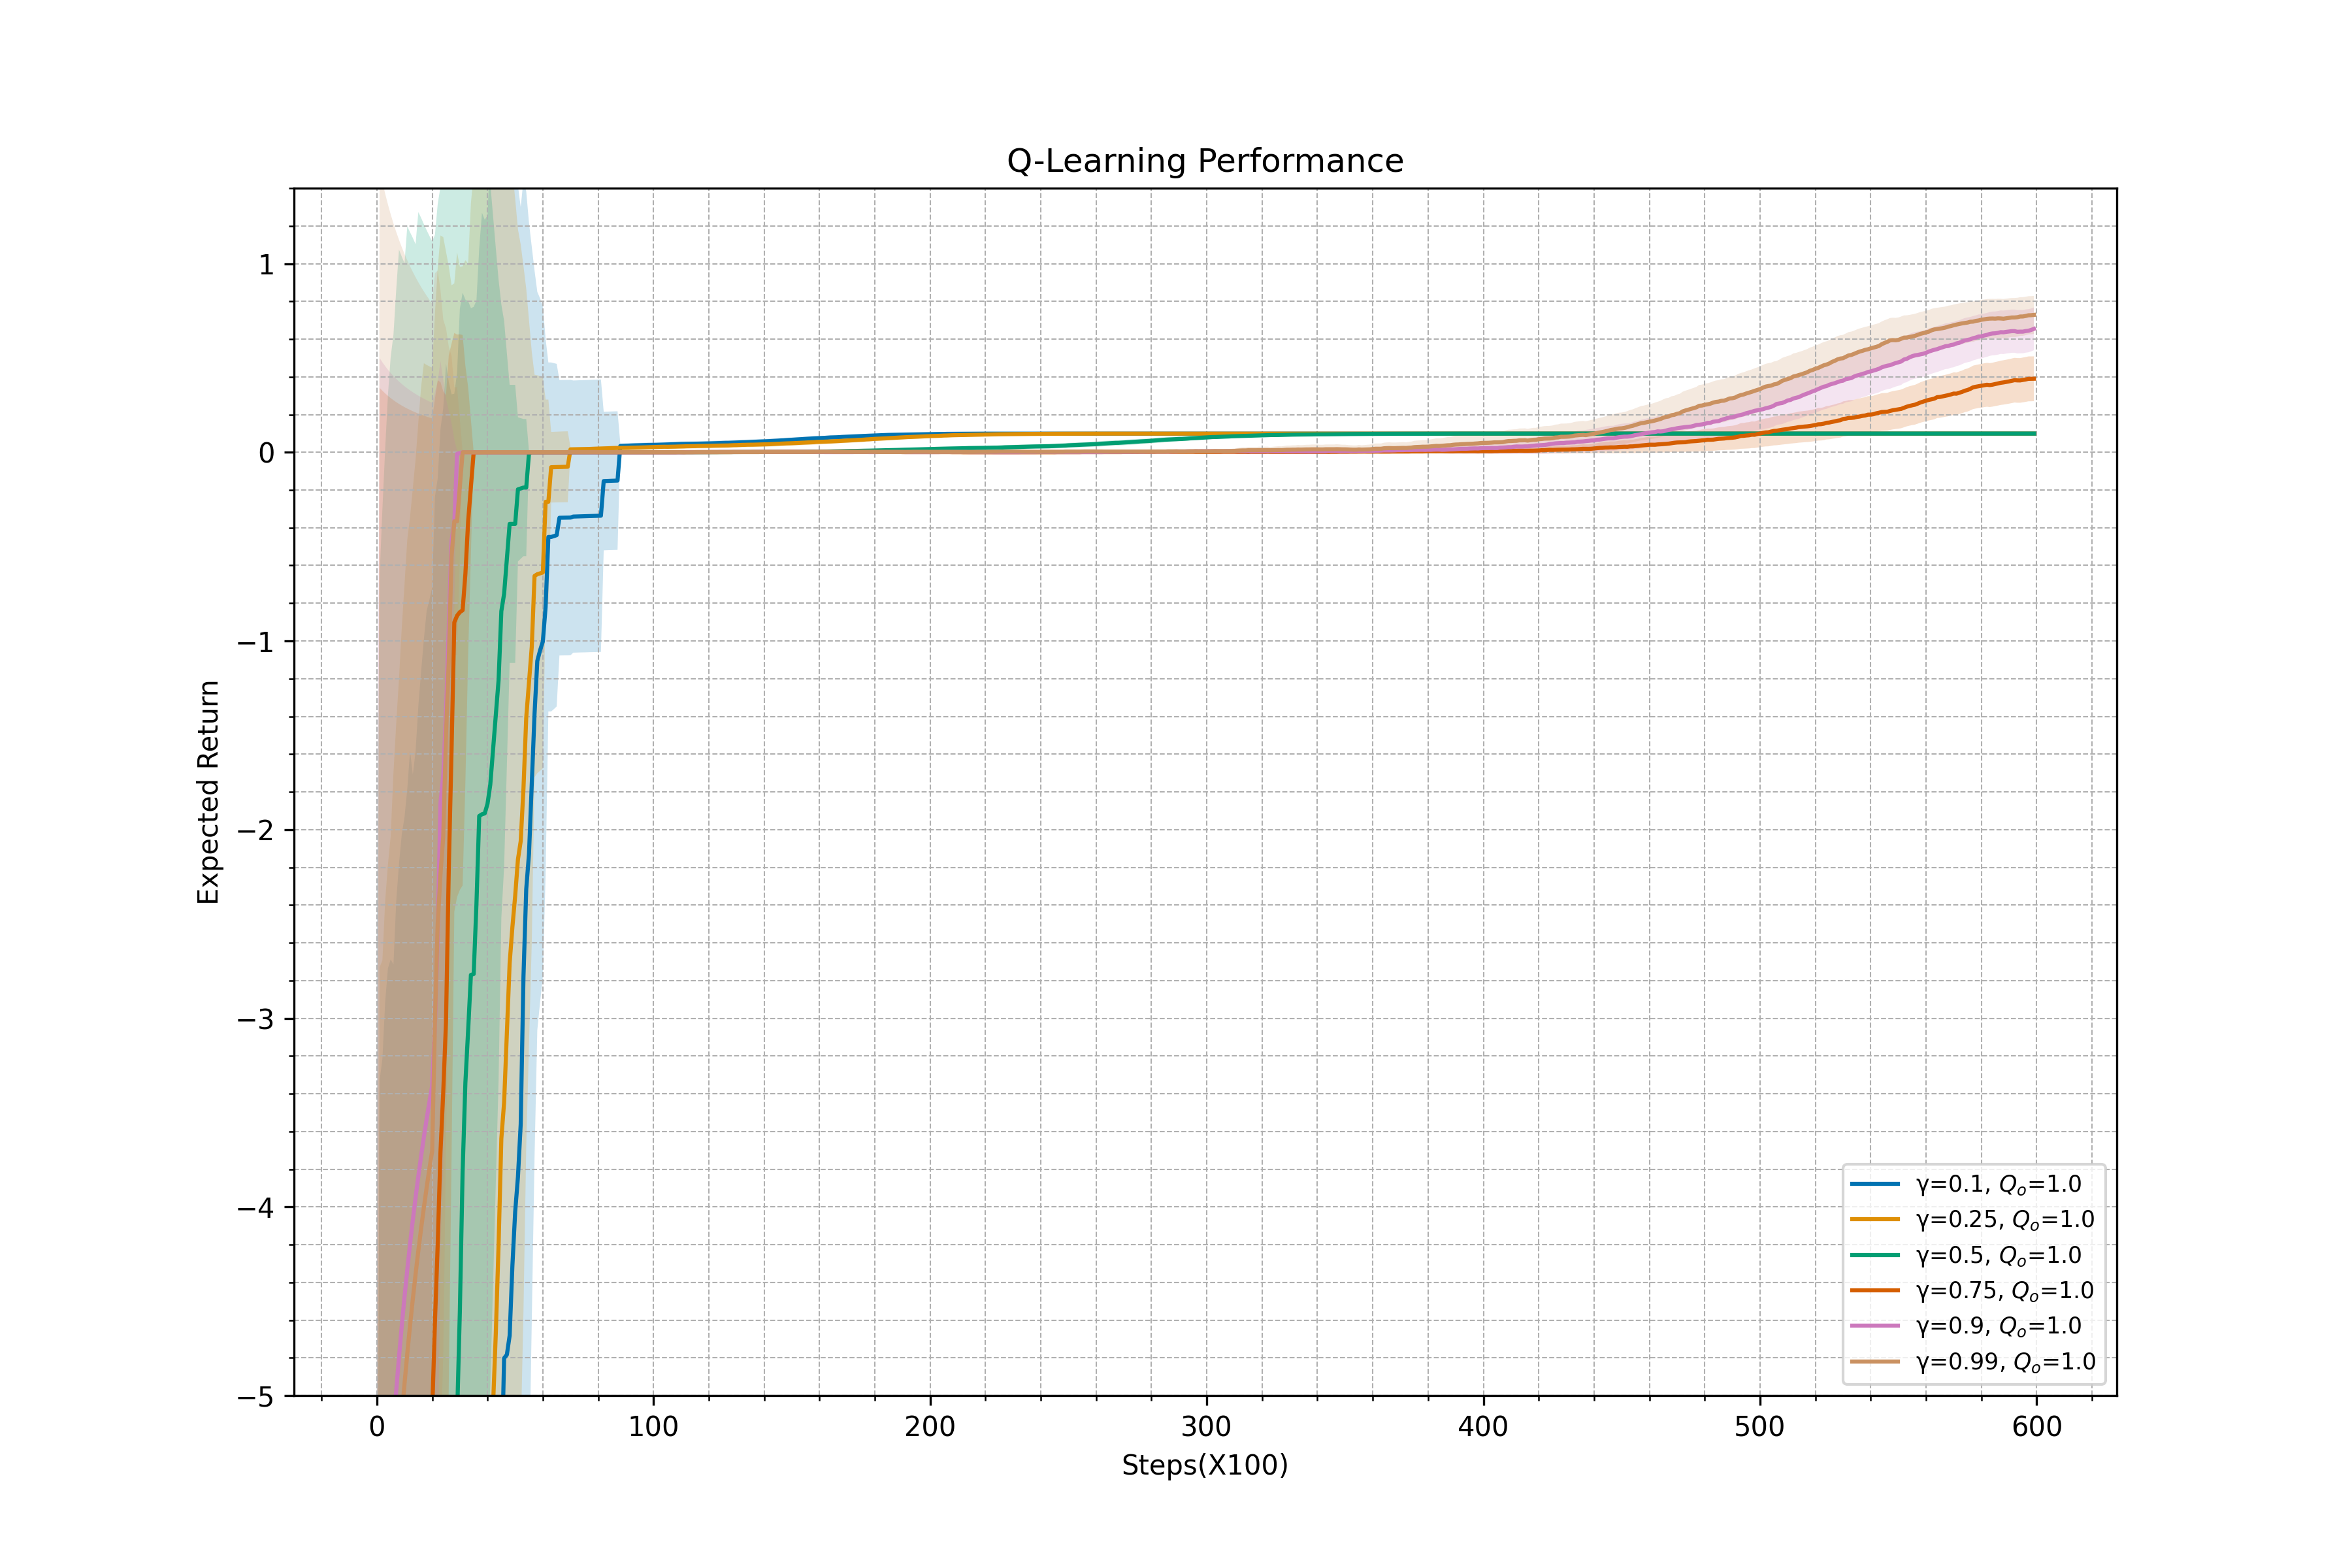 Q-Learning Performance
Expected Return
1
0
−1
−2
−3
−4
−5
0 100 200 300 400 500 600
Steps(X100)
γ=0.1, Qₒ=1.0
γ=0.25, Qₒ=1.0
γ=0.5, Qₒ=1.0
γ=0.75, Qₒ=1.0
γ=0.9, Qₒ=1.0
γ=0.99, Qₒ=1.0